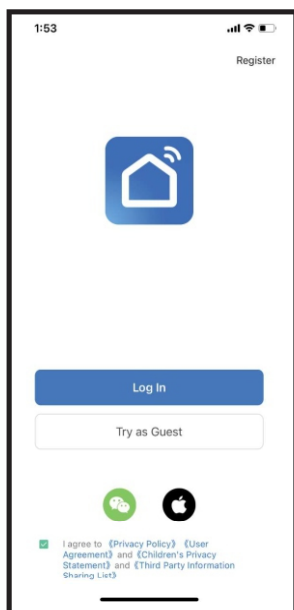 1:53
Register
Log In
Try as Guest
I agree to 《Privacy Policy》 《User
Agreement》 and 《Children's Privacy
Statement》 and 《Third Party Information
Sharing List》